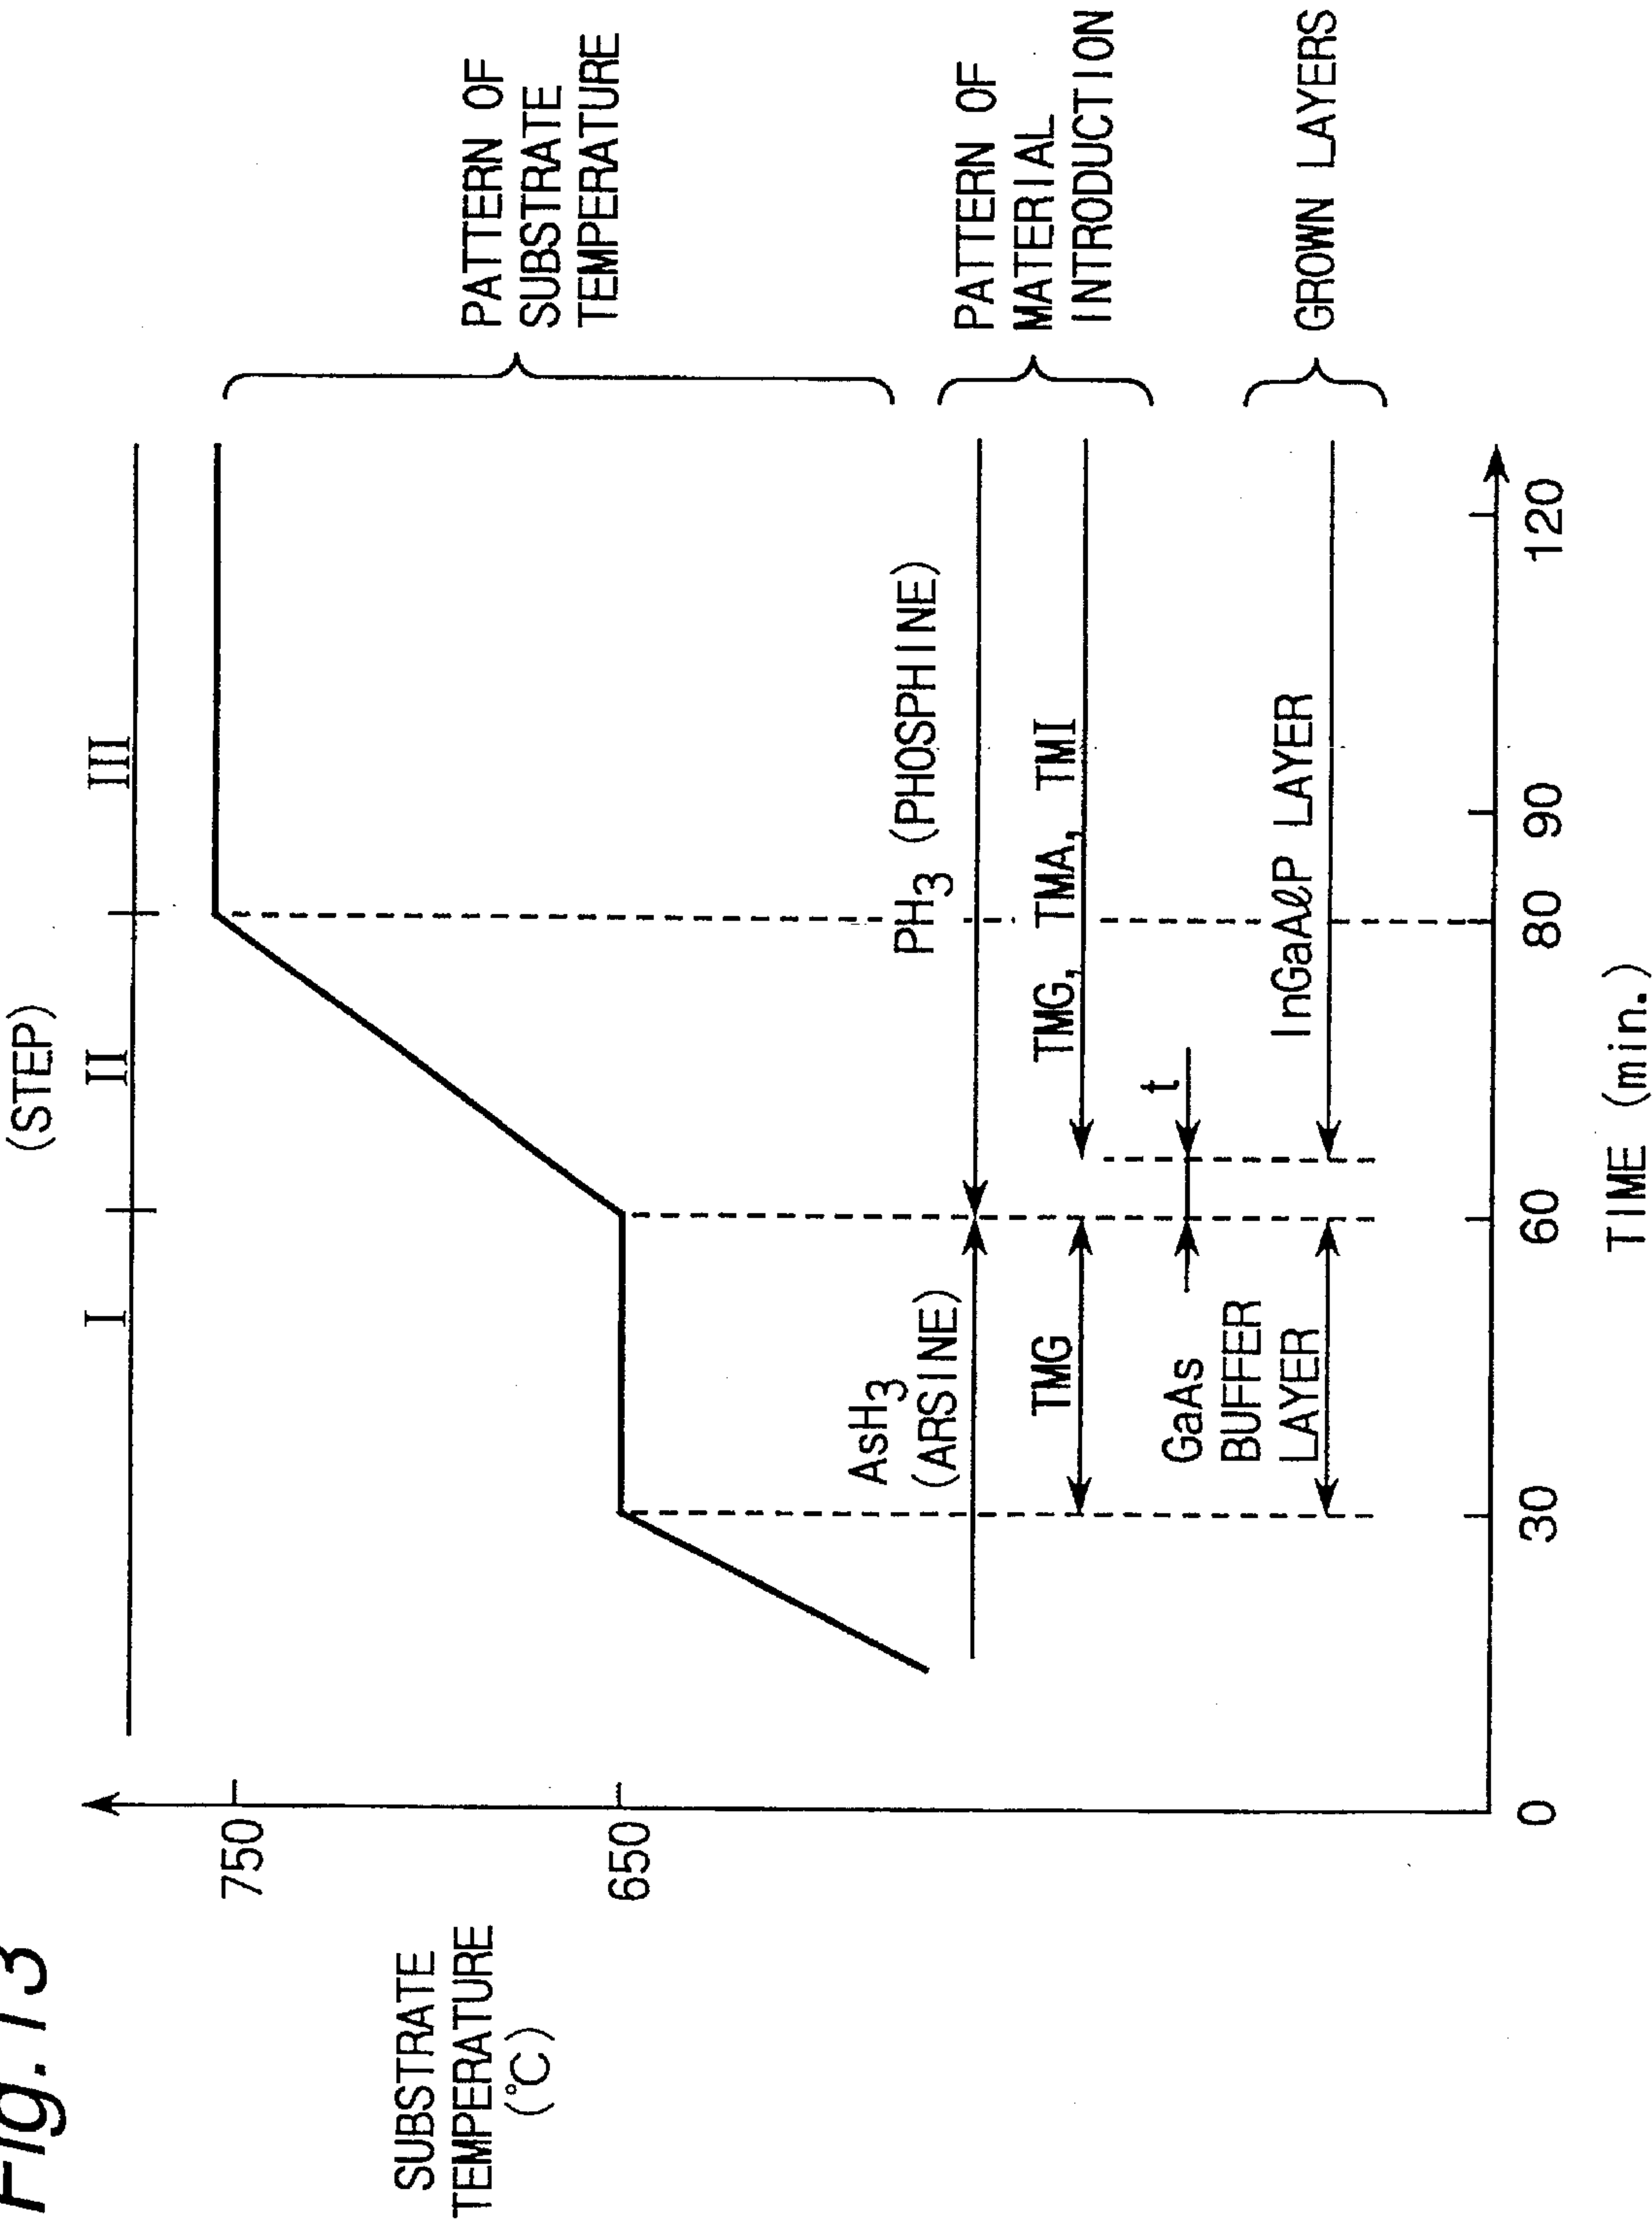 Fig.13
(STEP)
I
II
III
SUBSTRATE
TEMPERATURE
(°C)
750
650
PATTERN OF
SUBSTRATE
TEMPERATURE
AsH3
(ARSINE)
PH3 (PHOSPHINE)
TMG
TMG, TMA, TMI
PATTERN OF
MATERIAL
INTRODUCTION
GaAs
BUFFER
LAYER
t
InGaAℓP LAYER
GROWN LAYERS
0
30
60
80
90
120
TIME (min.)